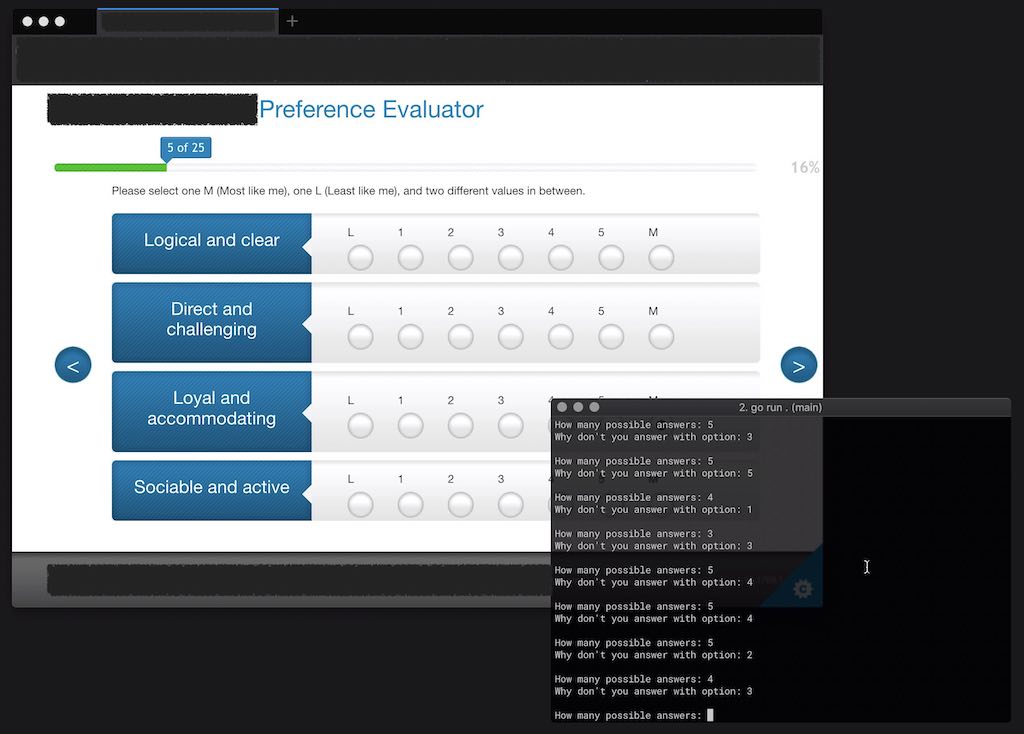 +
Preference Evaluator
5 of 25
16%
Please select one M (Most like me), one L (Least like me), and two different values in between.
Logical and clear
L 1 2 3 4 5 M
Direct and
challenging
L 1 2 3 4 5 M
Loyal and
accommodating
L 1 2 3
Sociable and active
L 1 2 3
<
>
2. go run . (main)
How many possible answers: 5
Why don't you answer with option: 3
How many possible answers: 5
Why don't you answer with option: 5
How many possible answers: 4
Why don't you answer with option: 1
How many possible answers: 3
Why don't you answer with option: 3
How many possible answers: 5
Why don't you answer with option: 4
How many possible answers: 5
Why don't you answer with option: 4
How many possible answers: 5
Why don't you answer with option: 2
How many possible answers: 4
Why don't you answer with option: 3
How many possible answers: